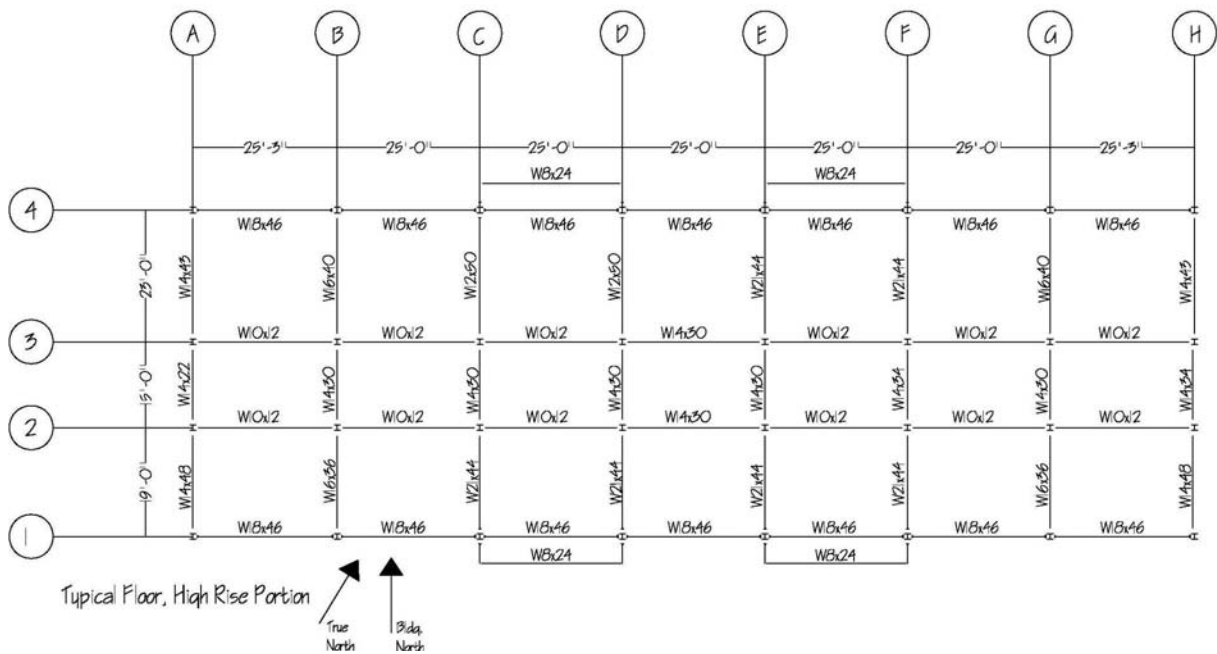 A B C D E F G H
25'-3" 25'-0" 25'-0" 25'-0" 25'-0" 25'-0" 25'-3"
W8x24 W8x24
4
W18x46 W18x46 W18x46 W18x46 W18x46 W18x46 W18x46
23'-0" W14x43 W16x40 W12x50 W12x50 W21x44 W21x44 W16x40 W14x43
3
W10x12 W10x12 W10x12 W14x30 W10x12 W10x12 W10x12
15'-0" W14x22 W14x30 W14x30 W14x30 W14x30 W14x34 W14x30 W14x34
2
W10x12 W10x12 W10x12 W14x30 W10x12 W10x12 W10x12
19'-0" W14x48 W16x36 W21x44 W21x44 W21x44 W21x44 W16x36 W14x48
1
W18x46 W18x46 W18x46 W18x46 W18x46 W18x46 W18x46
W8x24 W8x24
Typical Floor, High Rise Portion
True
North
Bldg.
North